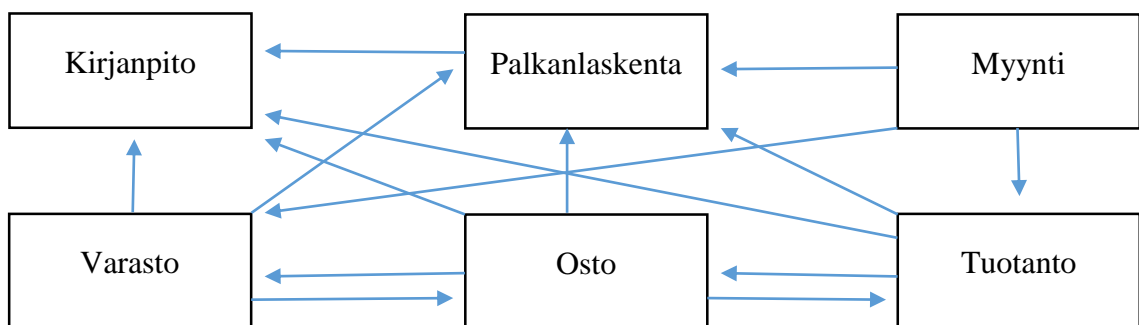 Kirjanpito
Palkanlaskenta
Myynti
Varasto
Osto
Tuotanto